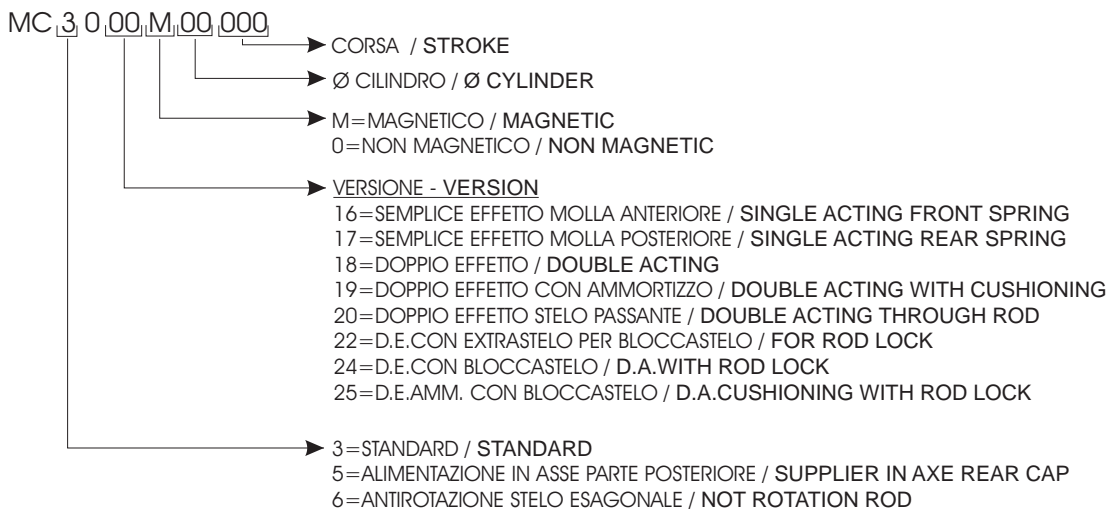 MC 3 0 00 M 00 000
CORSA / STROKE
Ø CILINDRO / Ø CYLINDER
M=MAGNETICO / MAGNETIC
0=NON MAGNETICO / NON MAGNETIC
VERSIONE - VERSION
16=SEMPLICE EFFETTO MOLLA ANTERIORE / SINGLE ACTING FRONT SPRING
17=SEMPLICE EFFETTO MOLLA POSTERIORE / SINGLE ACTING REAR SPRING
18=DOPPIO EFFETTO / DOUBLE ACTING
19=DOPPIO EFFETTO CON AMMORTIZZO / DOUBLE ACTING WITH CUSHIONING
20=DOPPIO EFFETTO STELO PASSANTE / DOUBLE ACTING THROUGH ROD
22=D.E.CON EXTRASTELO PER BLOCCASTELO / FOR ROD LOCK
24=D.E.CON BLOCCASTELO / D.A.WITH ROD LOCK
25=D.E.AMM. CON BLOCCASTELO / D.A.CUSHIONING WITH ROD LOCK
3=STANDARD / STANDARD
5=ALIMENTAZIONE IN ASSE PARTE POSTERIORE / SUPPLIER IN AXE REAR CAP
6=ANTIROTAZIONE STELO ESAGONALE / NOT ROTATION ROD